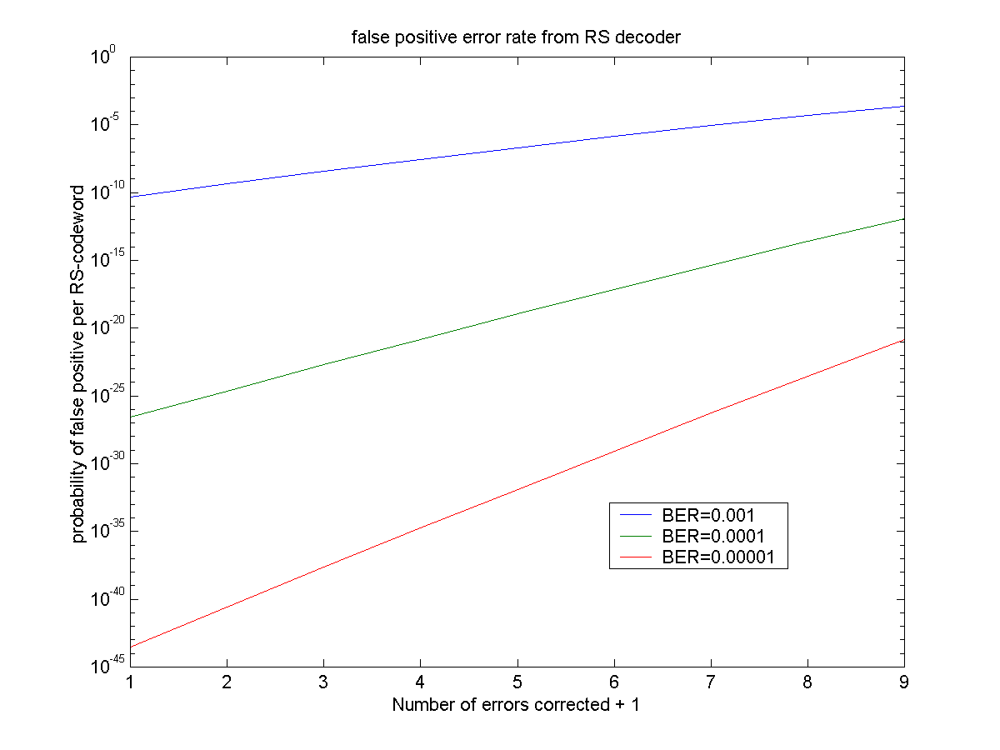 false positive error rate from RS decoder
10^0
10^-5
10^-10
10^-15
10^-20
10^-25
10^-30
10^-35
10^-40
10^-45
probability of false positive per RS-codeword
BER=0.001
BER=0.0001
BER=0.00001
1 2 3 4 5 6 7 8 9
Number of errors corrected + 1